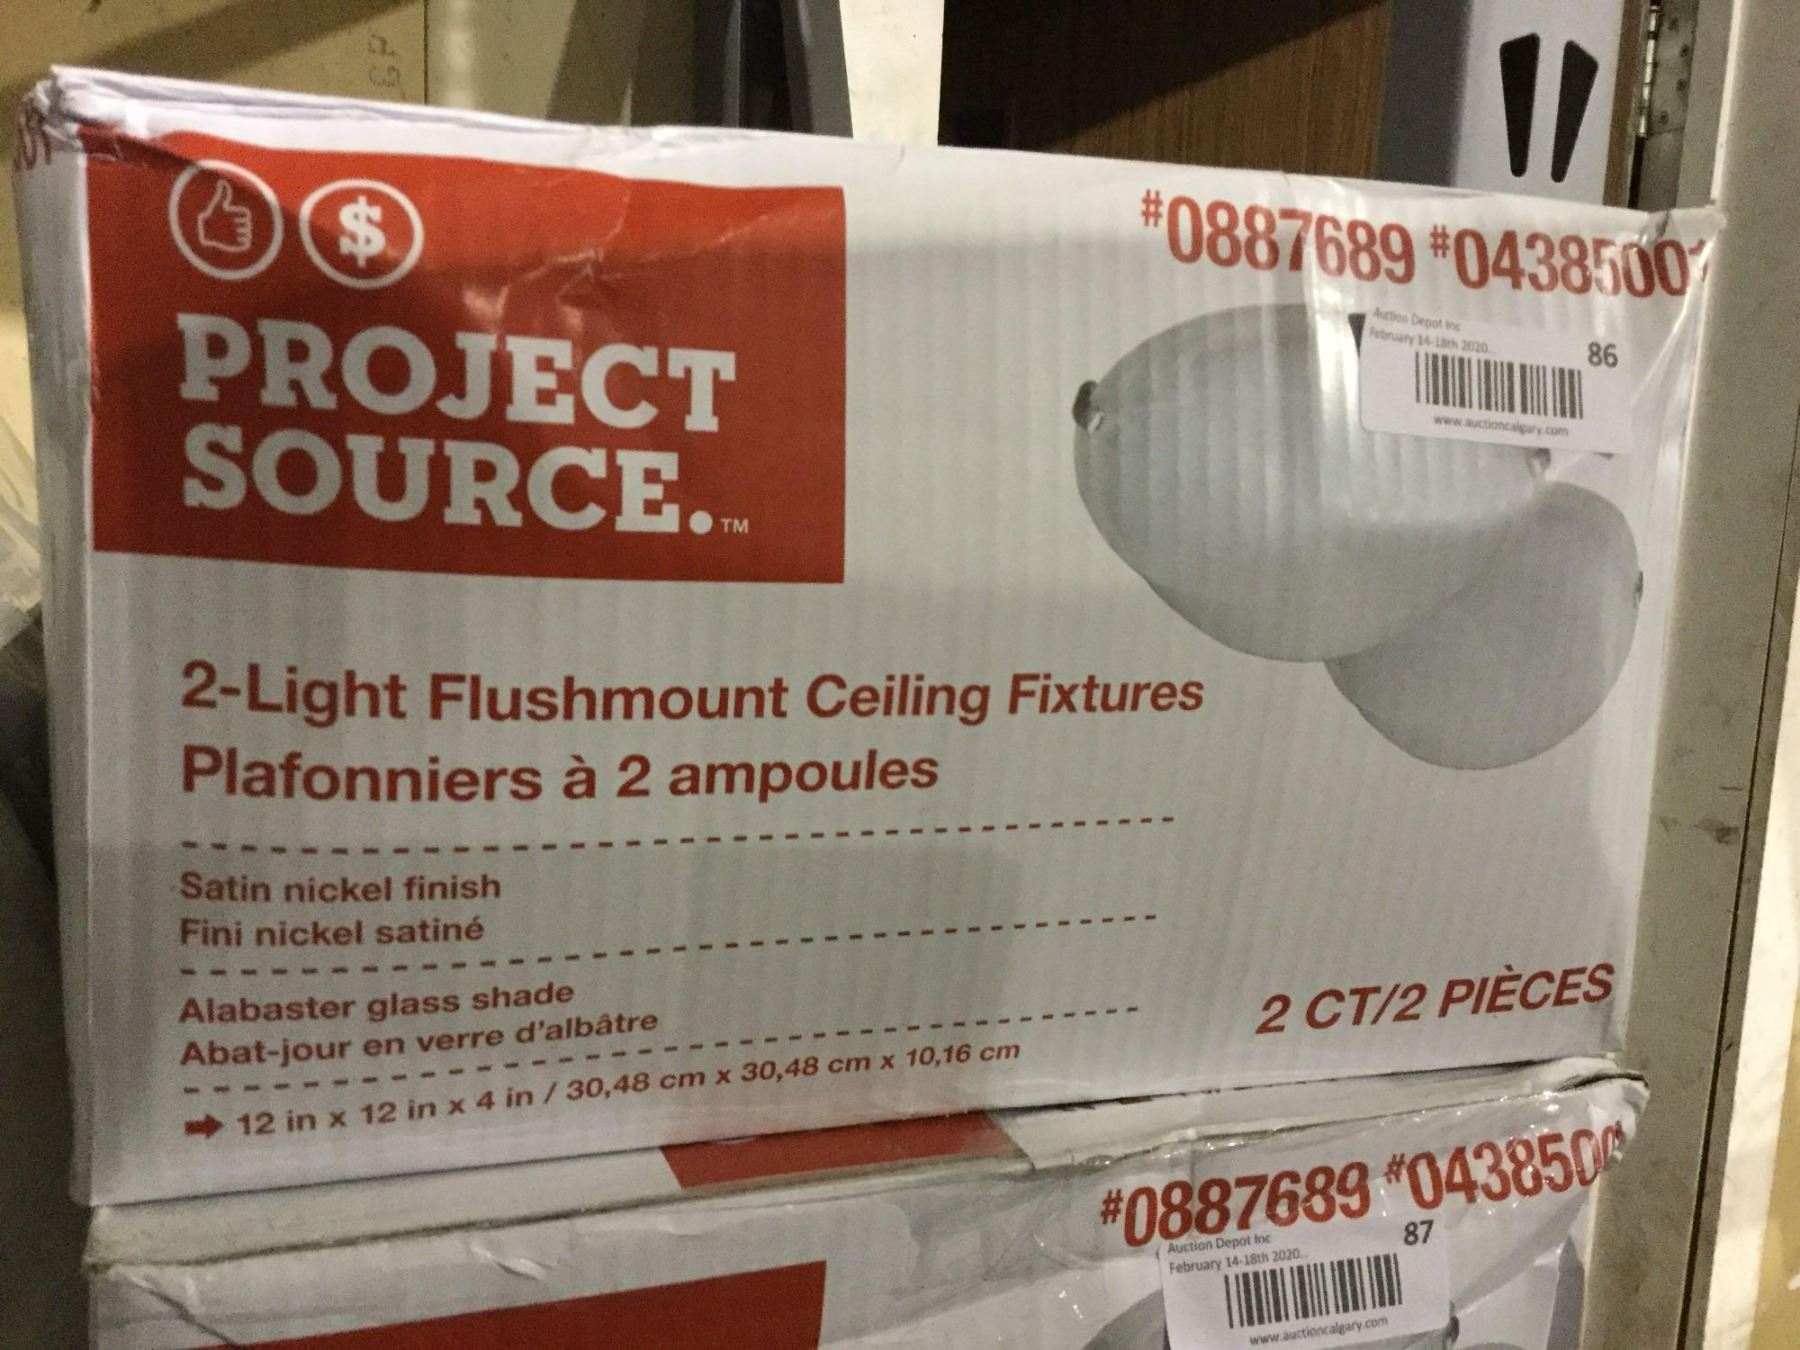 PROJECT
SOURCE.™
#0887689 #0438500
Auction Depot Inc
February 14-18th 2020...
86
www.auctioncalgary.com
2-Light Flushmount Ceiling Fixtures
Plafonniers à 2 ampoules
Satin nickel finish
Fini nickel satiné
Alabaster glass shade
Abat-jour en verre d'albâtre
12 in x 12 in x 4 in / 30,48 cm x 30,48 cm x 10,16 cm
2 CT/2 PIÈCES
#0887689 #043850
Auction Depot Inc
February 14-18th 2020...
87
www.auctioncalgary.com